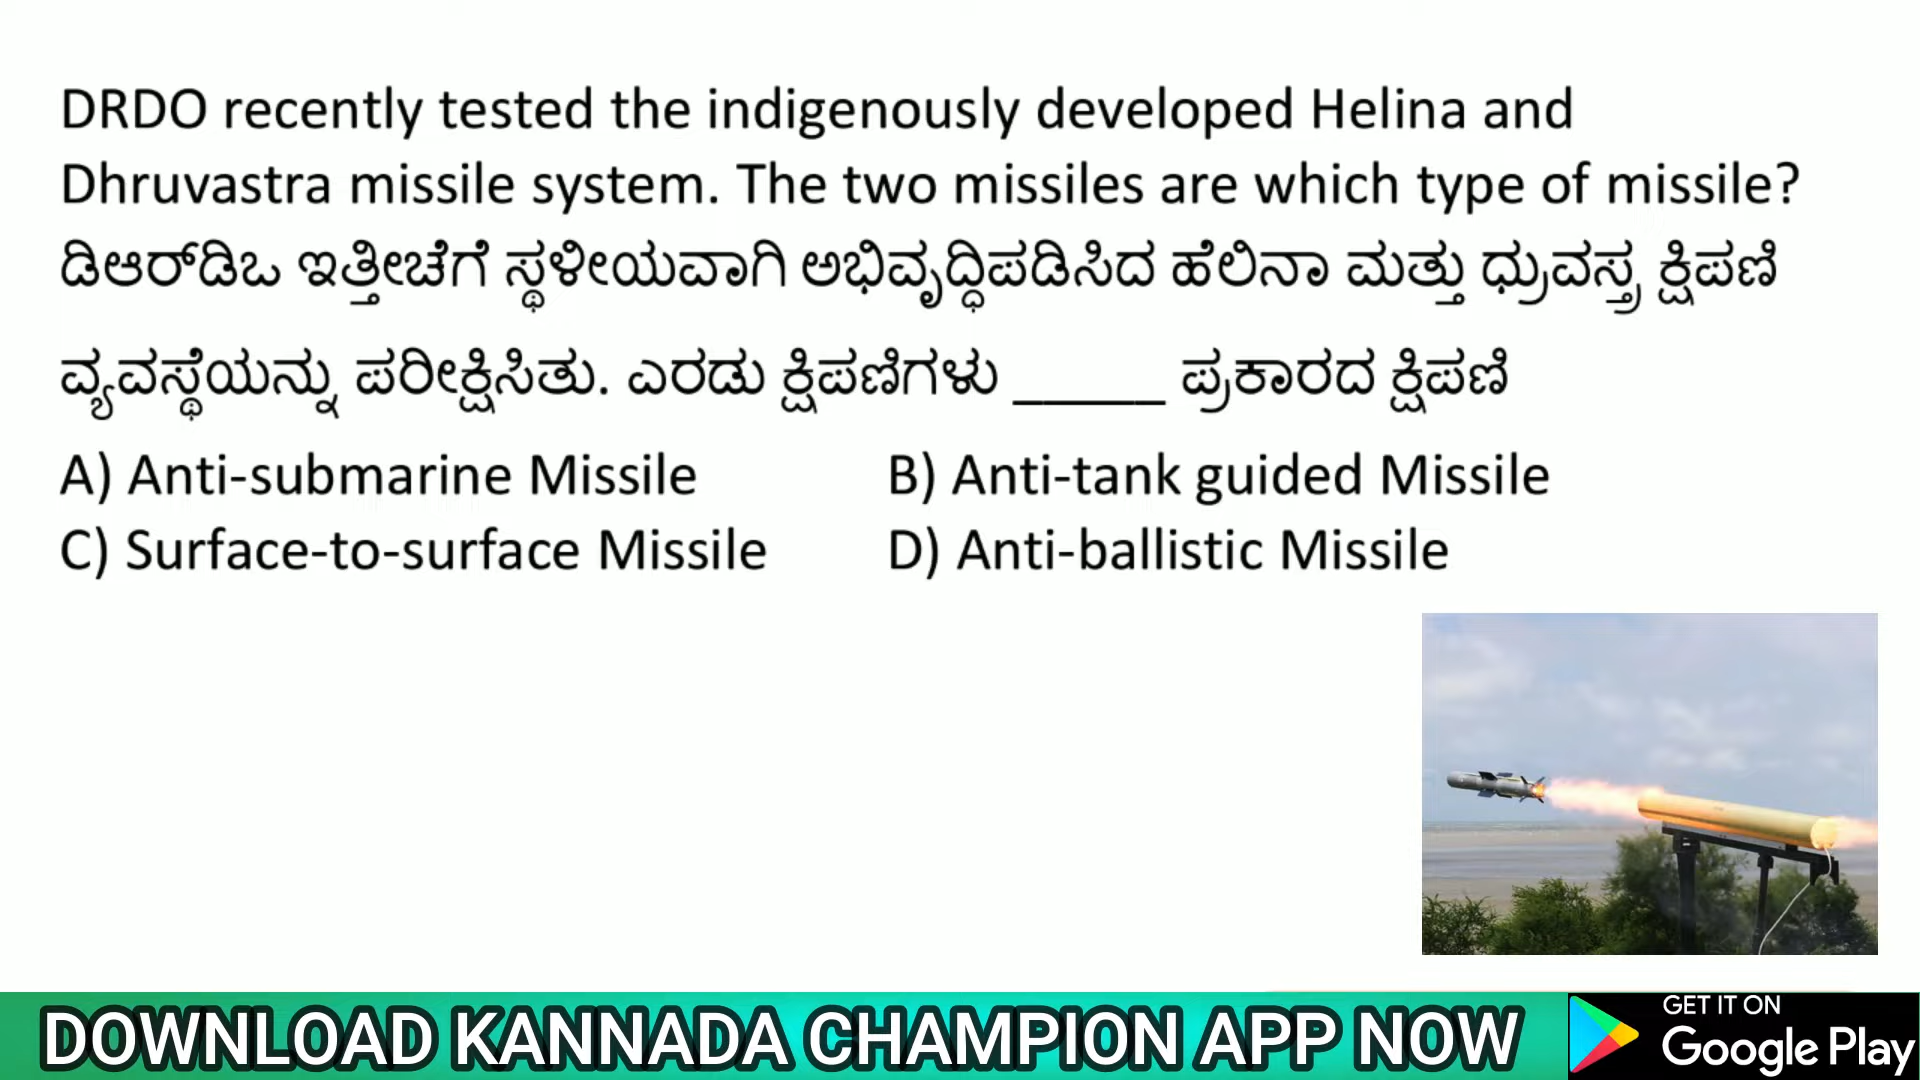 DRDO recently tested the indigenously developed Helina and
Dhruvastra missile system. The two missiles are which type of missile?
ಡಿಆರ್‌ಡಿಒ ಇತ್ತೀಚೆಗೆ ಸ್ಥಳೀಯವಾಗಿ ಅಭಿವೃದ್ಧಿಪಡಿಸಿದ ಹೆಲಿನಾ ಮತ್ತು ಧ್ರುವಸ್ತ್ರ ಕ್ಷಿಪಣಿ
ವ್ಯವಸ್ಥೆಯನ್ನು ಪರೀಕ್ಷಿಸಿತು. ಎರಡು ಕ್ಷಿಪಣಿಗಳು _____ ಪ್ರಕಾರದ ಕ್ಷಿಪಣಿ
A) Anti-submarine Missile B) Anti-tank guided Missile
C) Surface-to-surface Missile D) Anti-ballistic Missile
DOWNLOAD KANNADA CHAMPION APP NOW
GET IT ON
Google Play